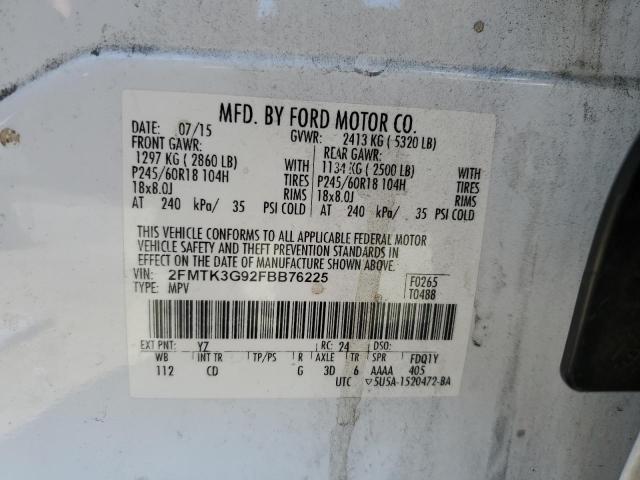 MFD. BY FORD MOTOR CO.
DATE: 07/15 GVWR: 2413 KG ( 5320 LB)
FRONT GAWR: REAR GAWR:
1297 KG ( 2860 LB) WITH 1134 KG ( 2500 LB) WITH
P245/60R18 104H TIRES P245/60R18 104H TIRES
18x8.0J RIMS 18x8.0J RIMS
AT 240 kPa/ 35 PSI COLD AT 240 kPa/ 35 PSI COLD
THIS VEHICLE CONFORMS TO ALL APPLICABLE FEDERAL MOTOR
VEHICLE SAFETY AND THEFT PREVENTION STANDARDS IN
EFFECT ON THE DATE OF MANUFACTURE SHOWN ABOVE.
VIN: 2FMTK3G92FBB76225 F0265
TYPE: MPV T0488
EXT PNT: YZ RC: 24 DSO:
WB INT TR TP/PS R AXLE TR SPR FDQ1Y
112 CD G 3D 6 AAAA 405
UTC ▽5U5A-1520472-BA